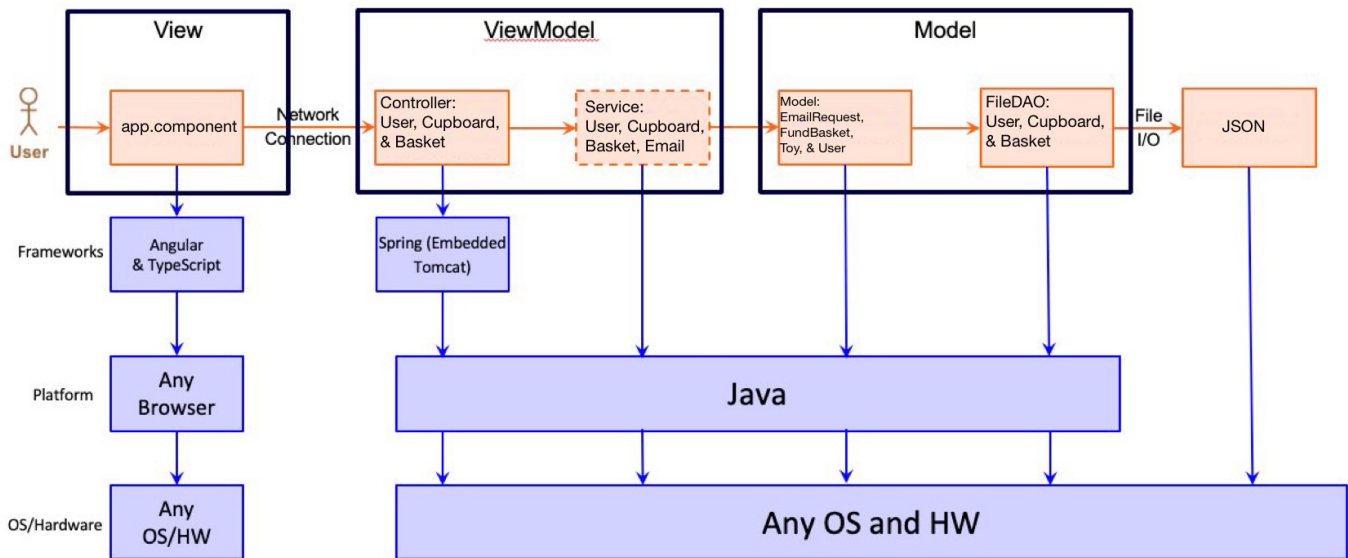 View
ViewModel
Model
User
app.component
Network
Connection
Controller:
User, Cupboard,
& Basket
Service:
User, Cupboard,
Basket, Email
Model:
EmailRequest,
FundBasket,
Toy, & User
FileDAO:
User, Cupboard,
& Basket
File
I/O
JSON
Frameworks
Angular
& TypeScript
Spring (Embedded
Tomcat)
Platform
Any
Browser
Java
OS/Hardware
Any
OS/HW
Any OS and HW